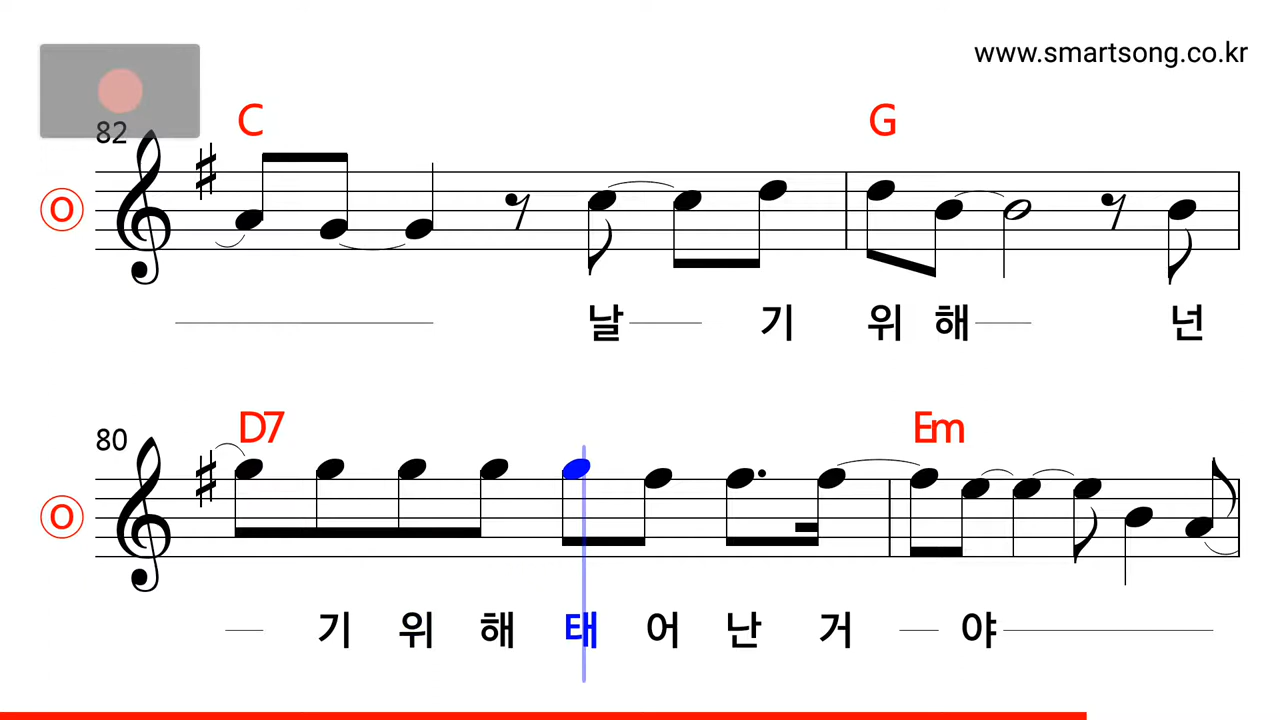 www.smartsong.co.kr
82
C G
O
날 기 위 해 넌
80
D7 Em
O
기 위 해 태 어 난 거 야